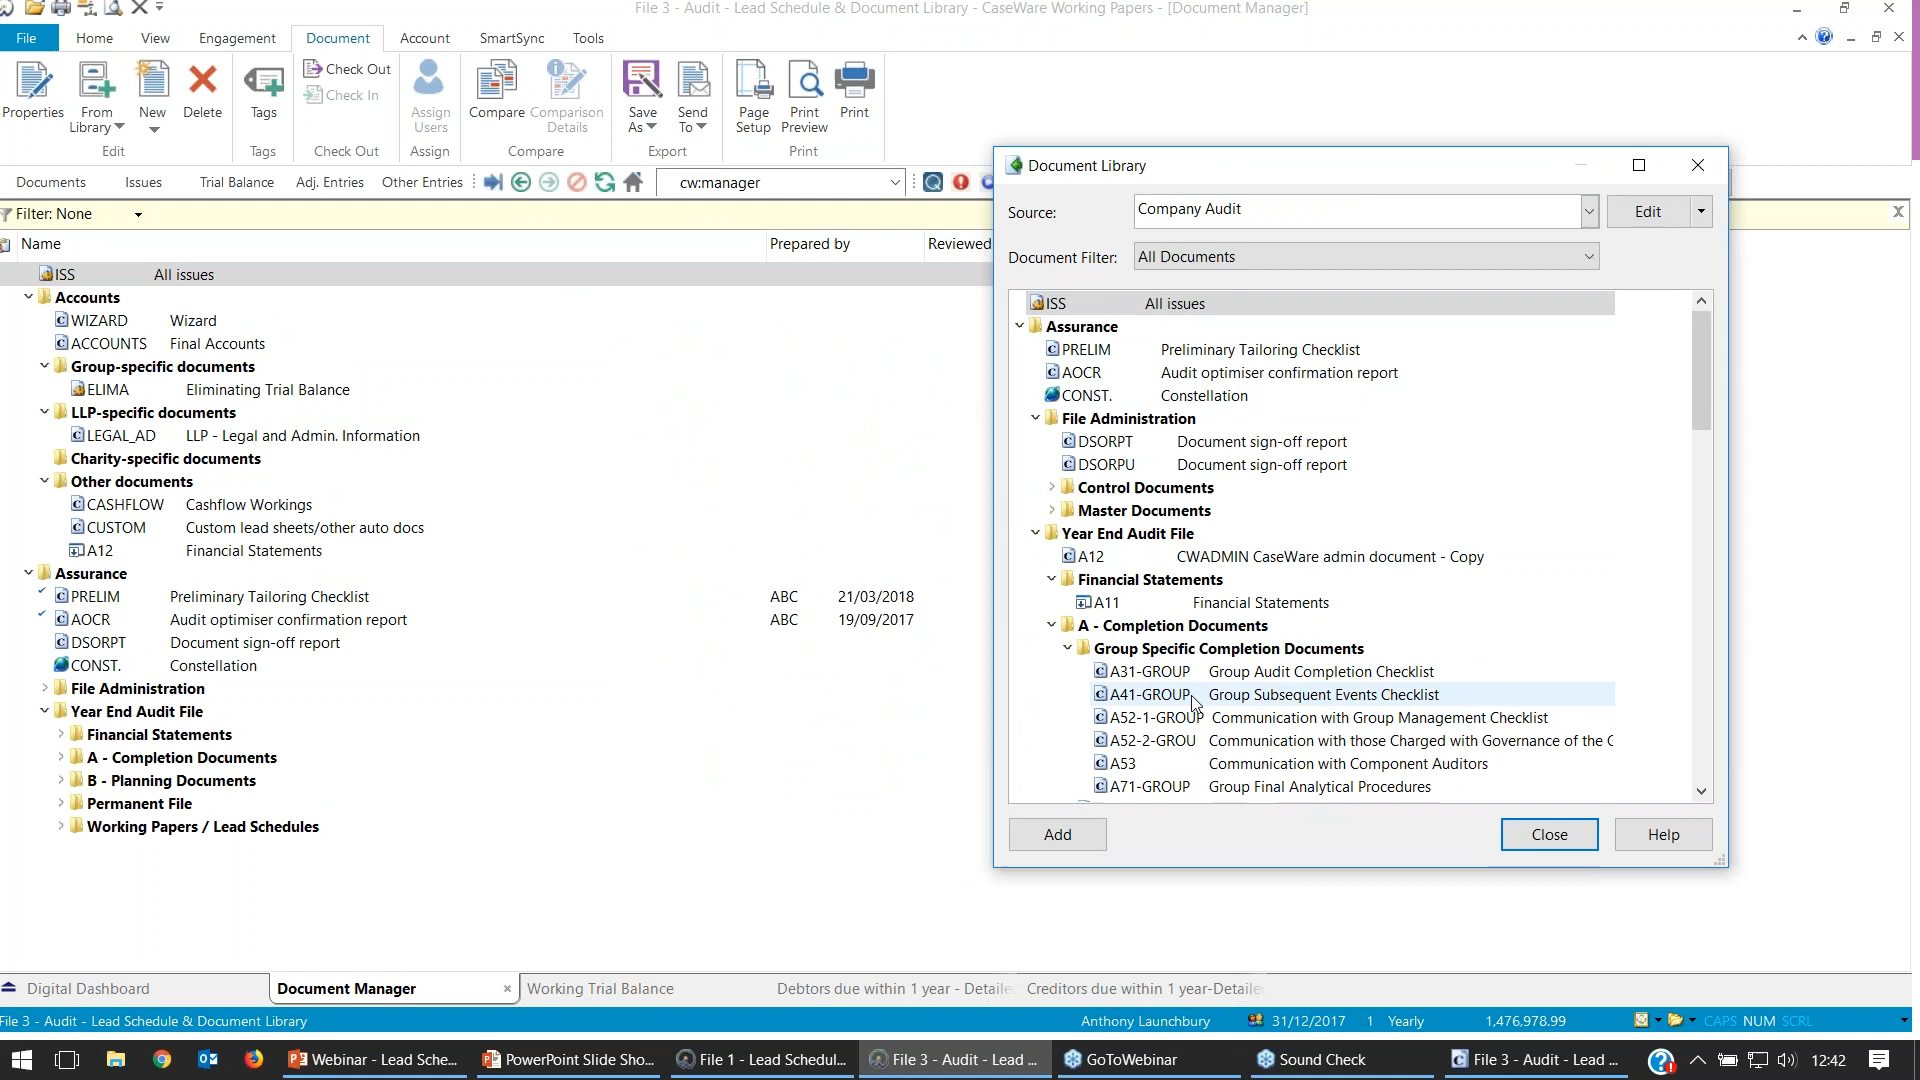 File 3 - Audit - Lead Schedule & Document Library - CaseWare Working Papers - [Document Manager]
File Home View Engagement Document Account SmartSync Tools
Properties
From Library
New
Delete
Edit
Tags
Tags
Check Out
Check In
Check Out
Assign Users
Assign
Compare
Comparison Details
Compare
Save As
Send To
Export
Page Setup
Print Preview
Print
Print
Documents Issues Trial Balance Adj. Entries Other Entries cw:manager
Filter: None
Name Prepared by Reviewed
ISS All issues
Accounts
WIZARD Wizard
ACCOUNTS Final Accounts
Group-specific documents
ELIMA Eliminating Trial Balance
LLP-specific documents
LEGAL_AD LLP - Legal and Admin. Information
Charity-specific documents
Other documents
CASHFLOW Cashflow Workings
CUSTOM Custom lead sheets/other auto docs
A12 Financial Statements
Assurance
PRELIM Preliminary Tailoring Checklist ABC 21/03/2018
AOCR Audit optimiser confirmation report ABC 19/09/2017
DSORPT Document sign-off report
CONST. Constellation
File Administration
Year End Audit File
Financial Statements
A - Completion Documents
B - Planning Documents
Permanent File
Working Papers / Lead Schedules
Document Library
Source: Company Audit Edit
Document Filter: All Documents
ISS All issues
Assurance
PRELIM Preliminary Tailoring Checklist
AOCR Audit optimiser confirmation report
CONST. Constellation
File Administration
DSORPT Document sign-off report
DSORPU Document sign-off report
Control Documents
Master Documents
Year End Audit File
A12 CWADMIN CaseWare admin document - Copy
Financial Statements
A11 Financial Statements
A - Completion Documents
Group Specific Completion Documents
A31-GROUP Group Audit Completion Checklist
A41-GROUP Group Subsequent Events Checklist
A52-1-GROUP Communication with Group Management Checklist
A52-2-GROU Communication with those Charged with Governance of the
A53 Communication with Component Auditors
A71-GROUP Group Final Analytical Procedures
Add Close Help
Digital Dashboard Document Manager Working Trial Balance Debtors due within 1 year - Detaile Creditors due within 1 year-Detaile
File 3 - Audit - Lead Schedule & Document Library Anthony Launchbury 31/12/2017 1 Yearly 1,476,978.99 CAPS NUM SCRL
Webinar - Lead Sche... PowerPoint Slide Sho... File 1 - Lead Schedul... File 3 - Audit - Lead ... GoToWebinar Sound Check File 3 - Audit - Lead ... 12:42